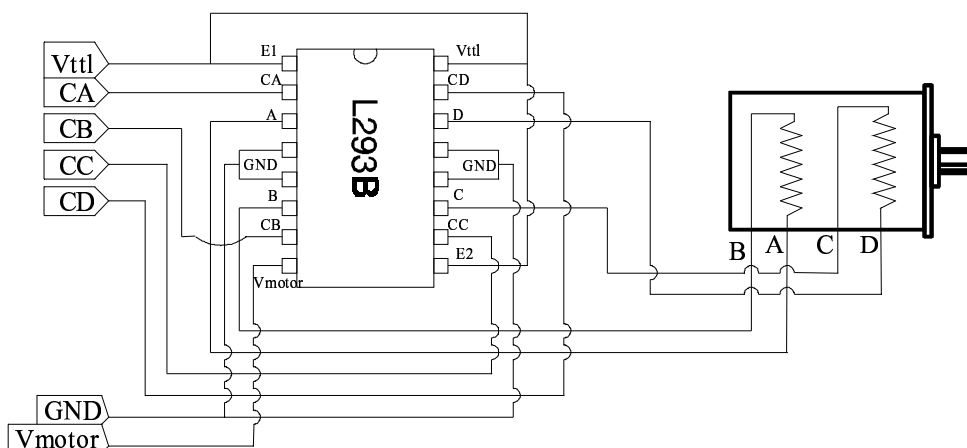 Vttl
CA
CB
CC
CD
GND
Vmotor
E1
CA
A
GND
B
CB
Vmotor
L293B
Vttl
CD
D
GND
C
CC
E2
B A C D